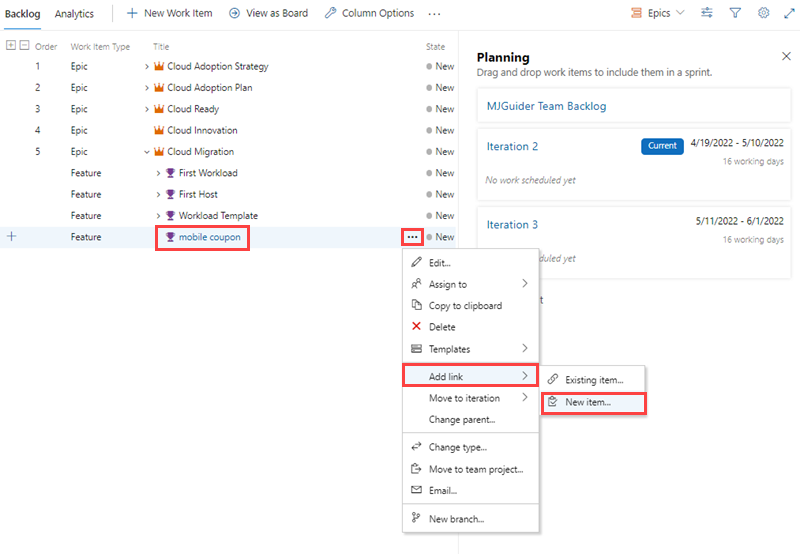 Backlog Analytics New Work Item View as Board Column Options ... Epics
Order Work Item Type Title State
1 Epic Cloud Adoption Strategy New
2 Epic Cloud Adoption Plan New
3 Epic Cloud Ready New
4 Epic Cloud Innovation New
5 Epic Cloud Migration New
Feature First Workload New
Feature First Host New
Feature Workload Template New
Feature mobile coupon ... New
Edit...
Assign to
Copy to clipboard
Delete
Templates
Add link
Move to iteration
Change parent...
Change type...
Move to team project...
Email...
New branch...
Existing item...
New item...
Planning
Drag and drop work items to include them in a sprint.
MJGuider Team Backlog
Iteration 2 Current 4/19/2022 - 5/10/2022
16 working days
No work scheduled yet
Iteration 3 5/11/2022 - 6/1/2022
16 working days
yet